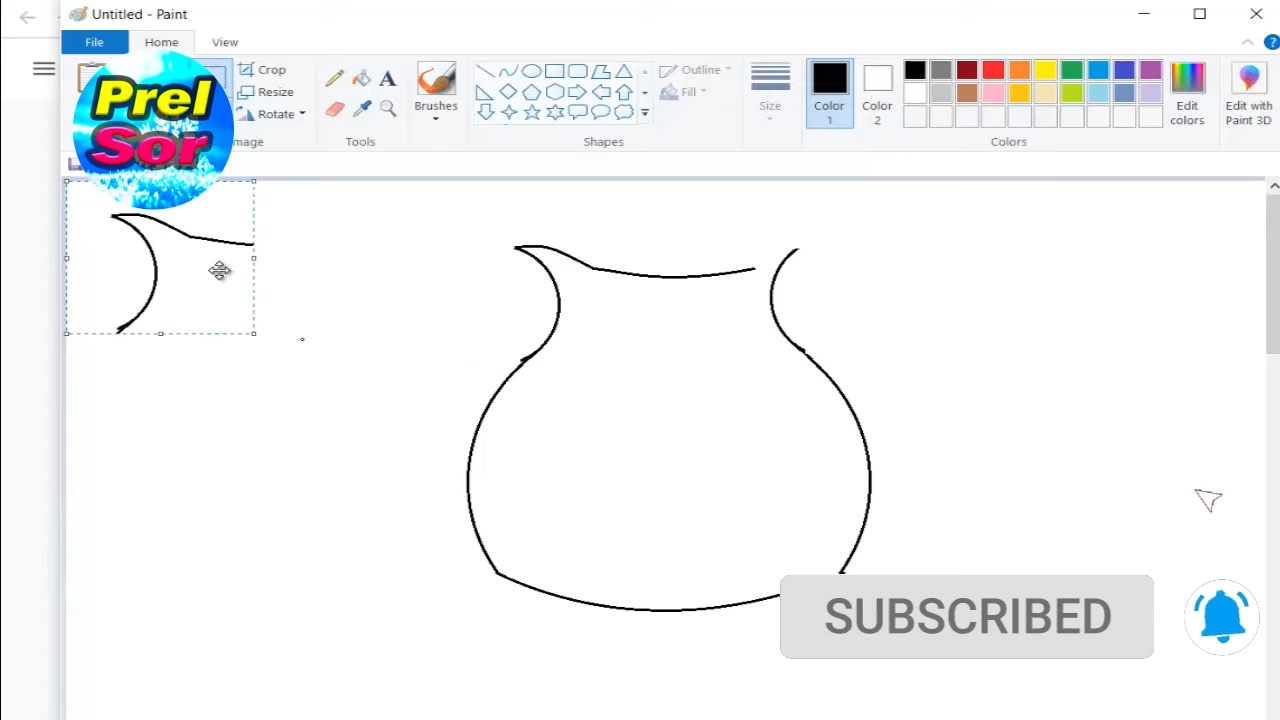 Untitled - Paint
File
Home
View
Crop
Resize
Rotate
mage
Tools
Brushes
Shapes
Outline
Fill
Size
Color
1
Color
2
Edit
colors
Edit with
Paint 3D
Colors
Prel
Sor
SUBSCRIBED